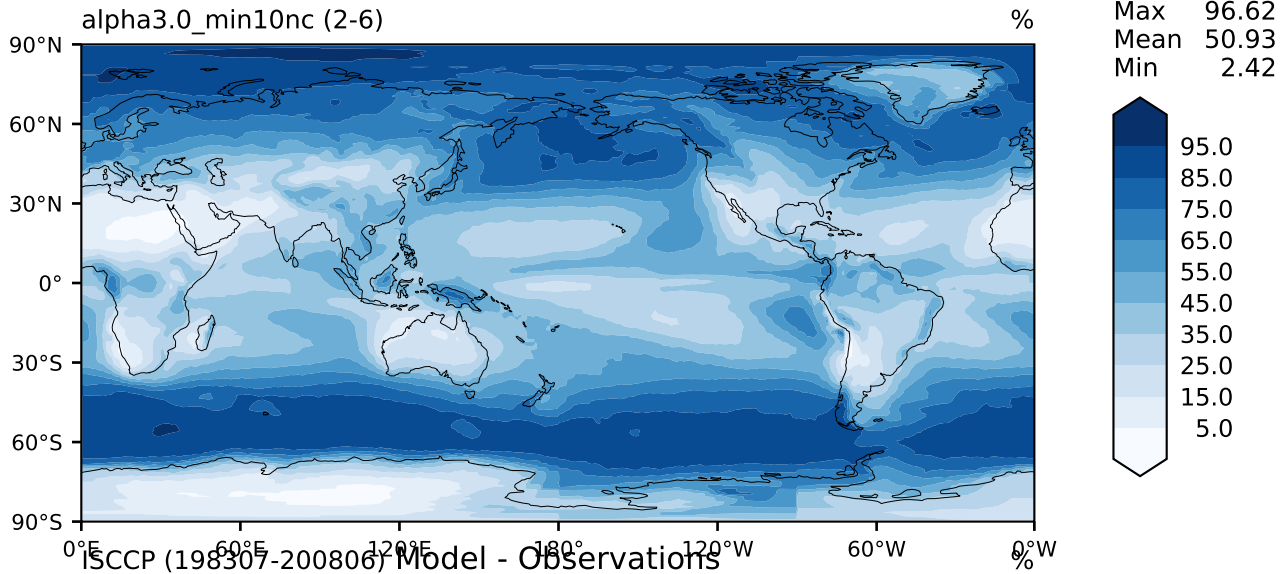 alpha3.0_min10nc (2-6) %
Max 96.62
Mean 50.93
Min 2.42
90°N
60°N
30°N
0°
30°S
60°S
90°S
95.0
85.0
75.0
65.0
55.0
45.0
35.0
25.0
15.0
5.0
0°E 60°E 120°E 180° 120°W 60°W 0°W
ISCCP (198307-200806) Model - Observations %